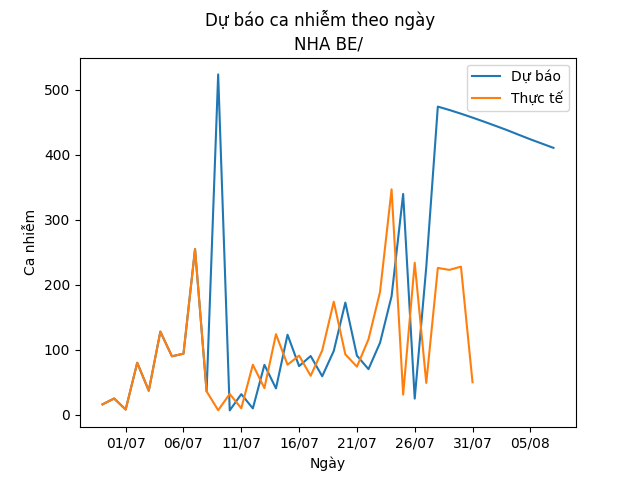 Dự báo ca nhiễm theo ngày
NHA BE/
Dự báo
Thực tế
Ca nhiễm
500
400
300
200
100
0
01/07 06/07 11/07 16/07 21/07 26/07 31/07 05/08
Ngày